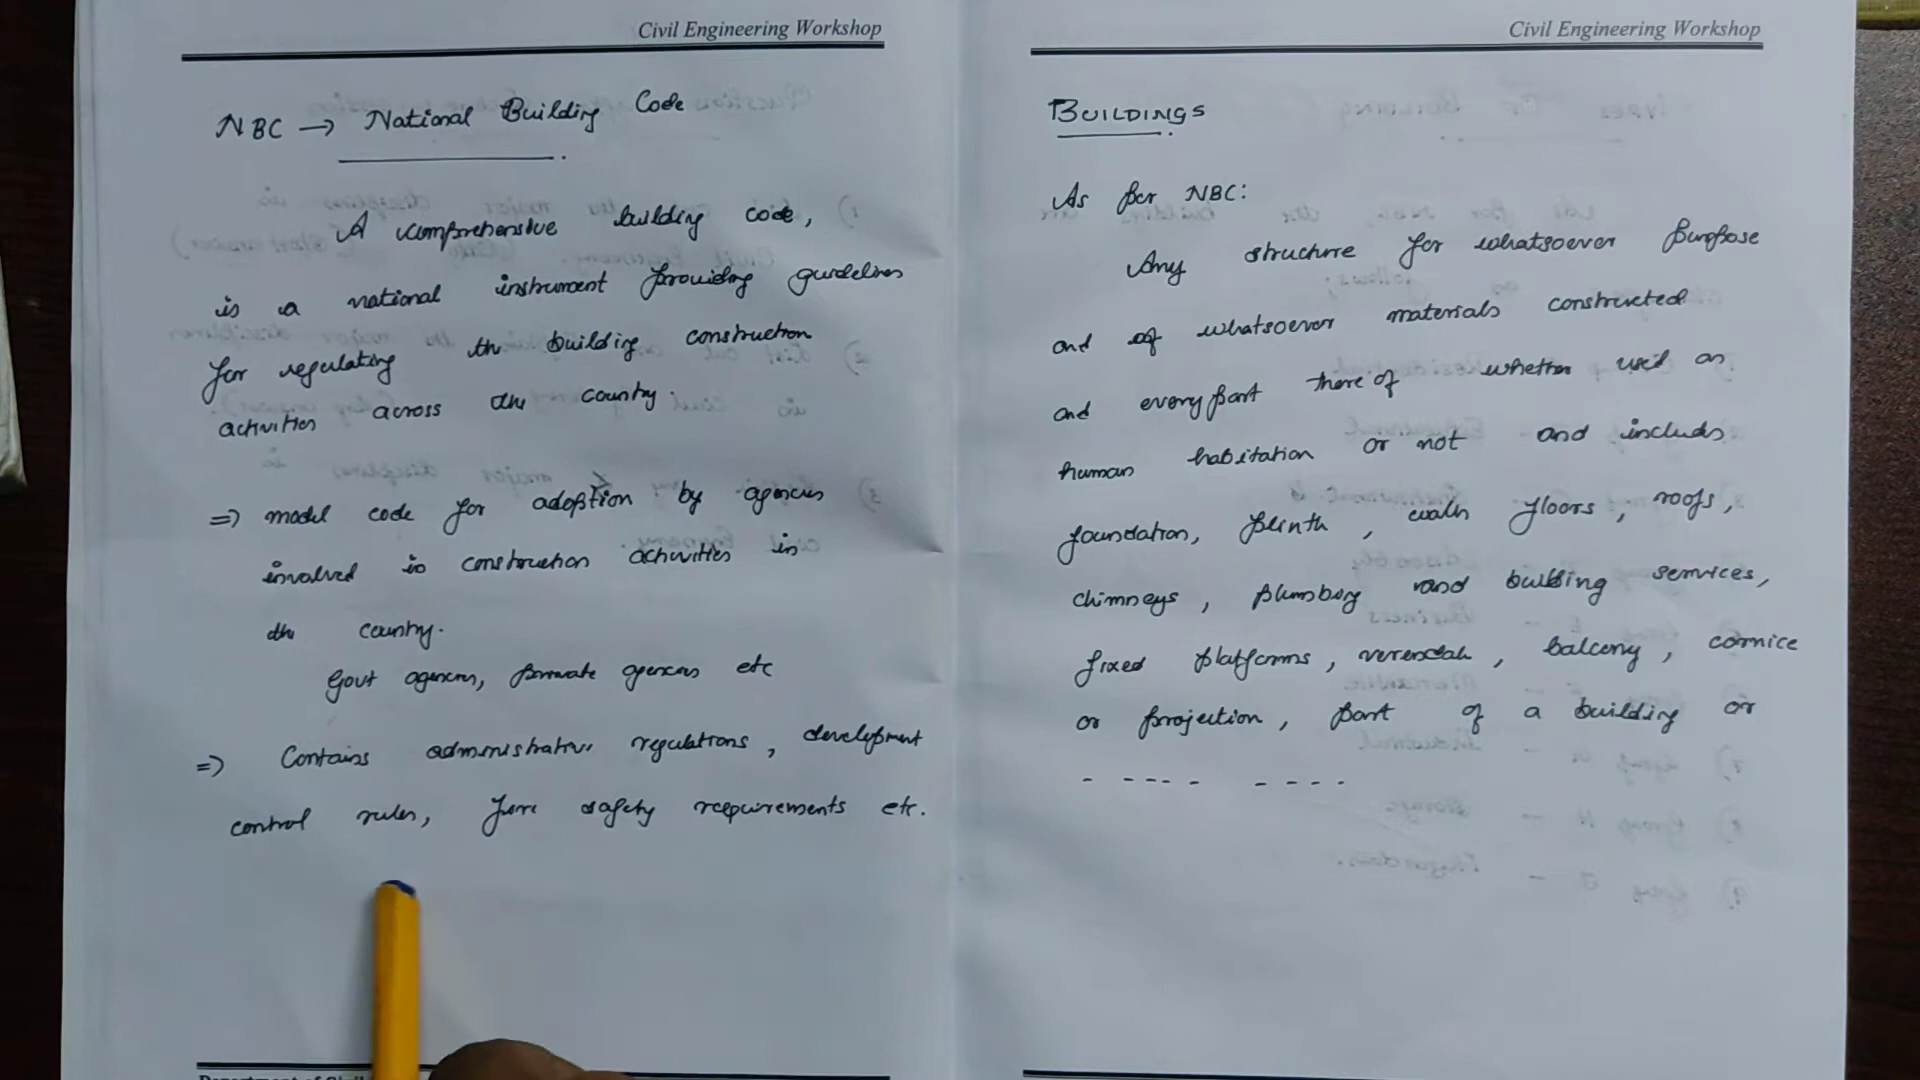 Civil Engineering Workshop
NBC → National Building Code
A comprehensive building code,
is a national instrument providing guidelines
for regulating the building construction
activities across the country.
⇒ model code for adoption by agencies
involved in construction activities in
the country.
Govt agencies, private agencies etc
⇒ Contains administrative regulations, development
control rules, fire safety requirements etc.
Civil Engineering Workshop
BUILDINGS
As per NBC:
Any structure for whatsoever purpose
and of whatsoever materials constructed
and every part there of whether used as
human habitation or not and includes
foundation, plinth, walls floors, roofs,
chimneys, plumbing and building services,
fixed platforms, verendah, balcony, cornice
or projection, part of a building or
- - - - - - - - -